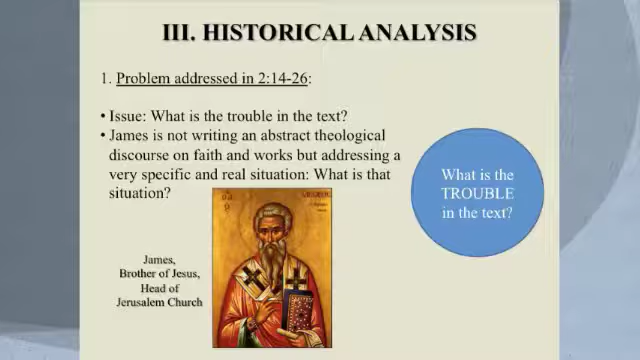 III. HISTORICAL ANALYSIS
1. Problem addressed in 2:14-26:
• Issue: What is the trouble in the text?
• James is not writing an abstract theological
discourse on faith and works but addressing a
very specific and real situation: What is that
situation?
What is the
TROUBLE
in the text?
James,
Brother of Jesus,
Head of
Jerusalem Church